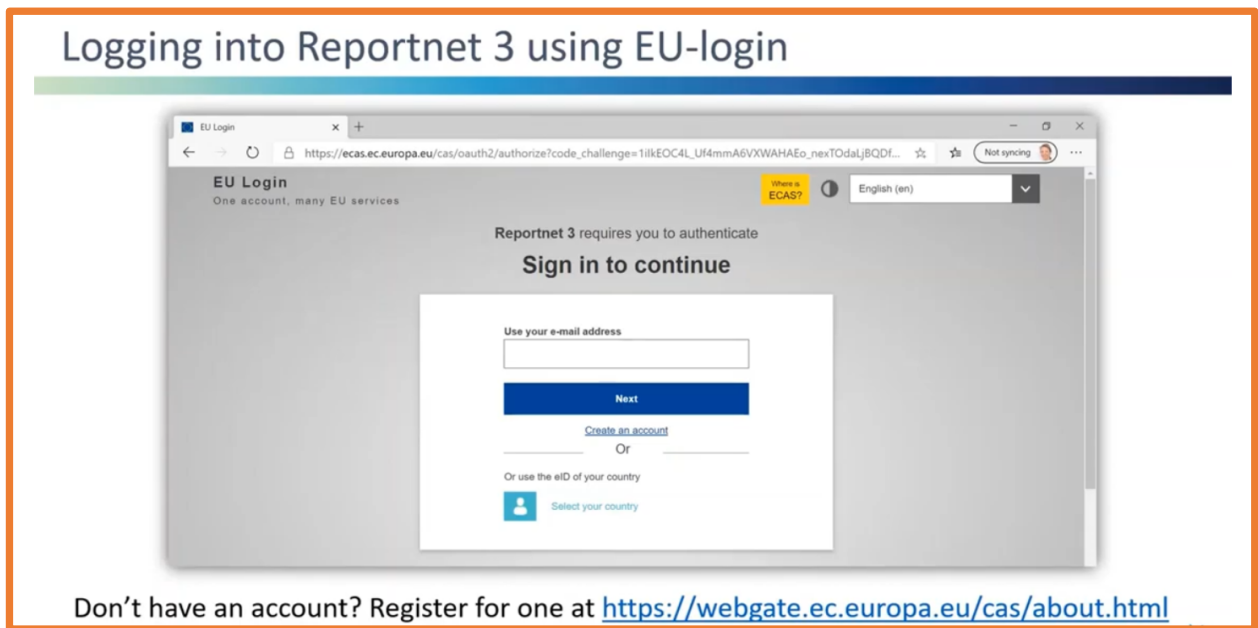 Logging into Reportnet 3 using EU-login
EU Login
https://ecas.ec.europa.eu/cas/oauth2/authorize?code_challenge=1iIkEOC4L_Uf4mmA6VXWAHAEo_nexTOdaLjBQDf...
Not syncing
EU Login
One account, many EU services
Where is
ECAS?
English (en)
Reportnet 3 requires you to authenticate
Sign in to continue
Use your e-mail address
Next
Create an account
Or
Or use the eID of your country
Select your country
Don't have an account? Register for one at https://webgate.ec.europa.eu/cas/about.html